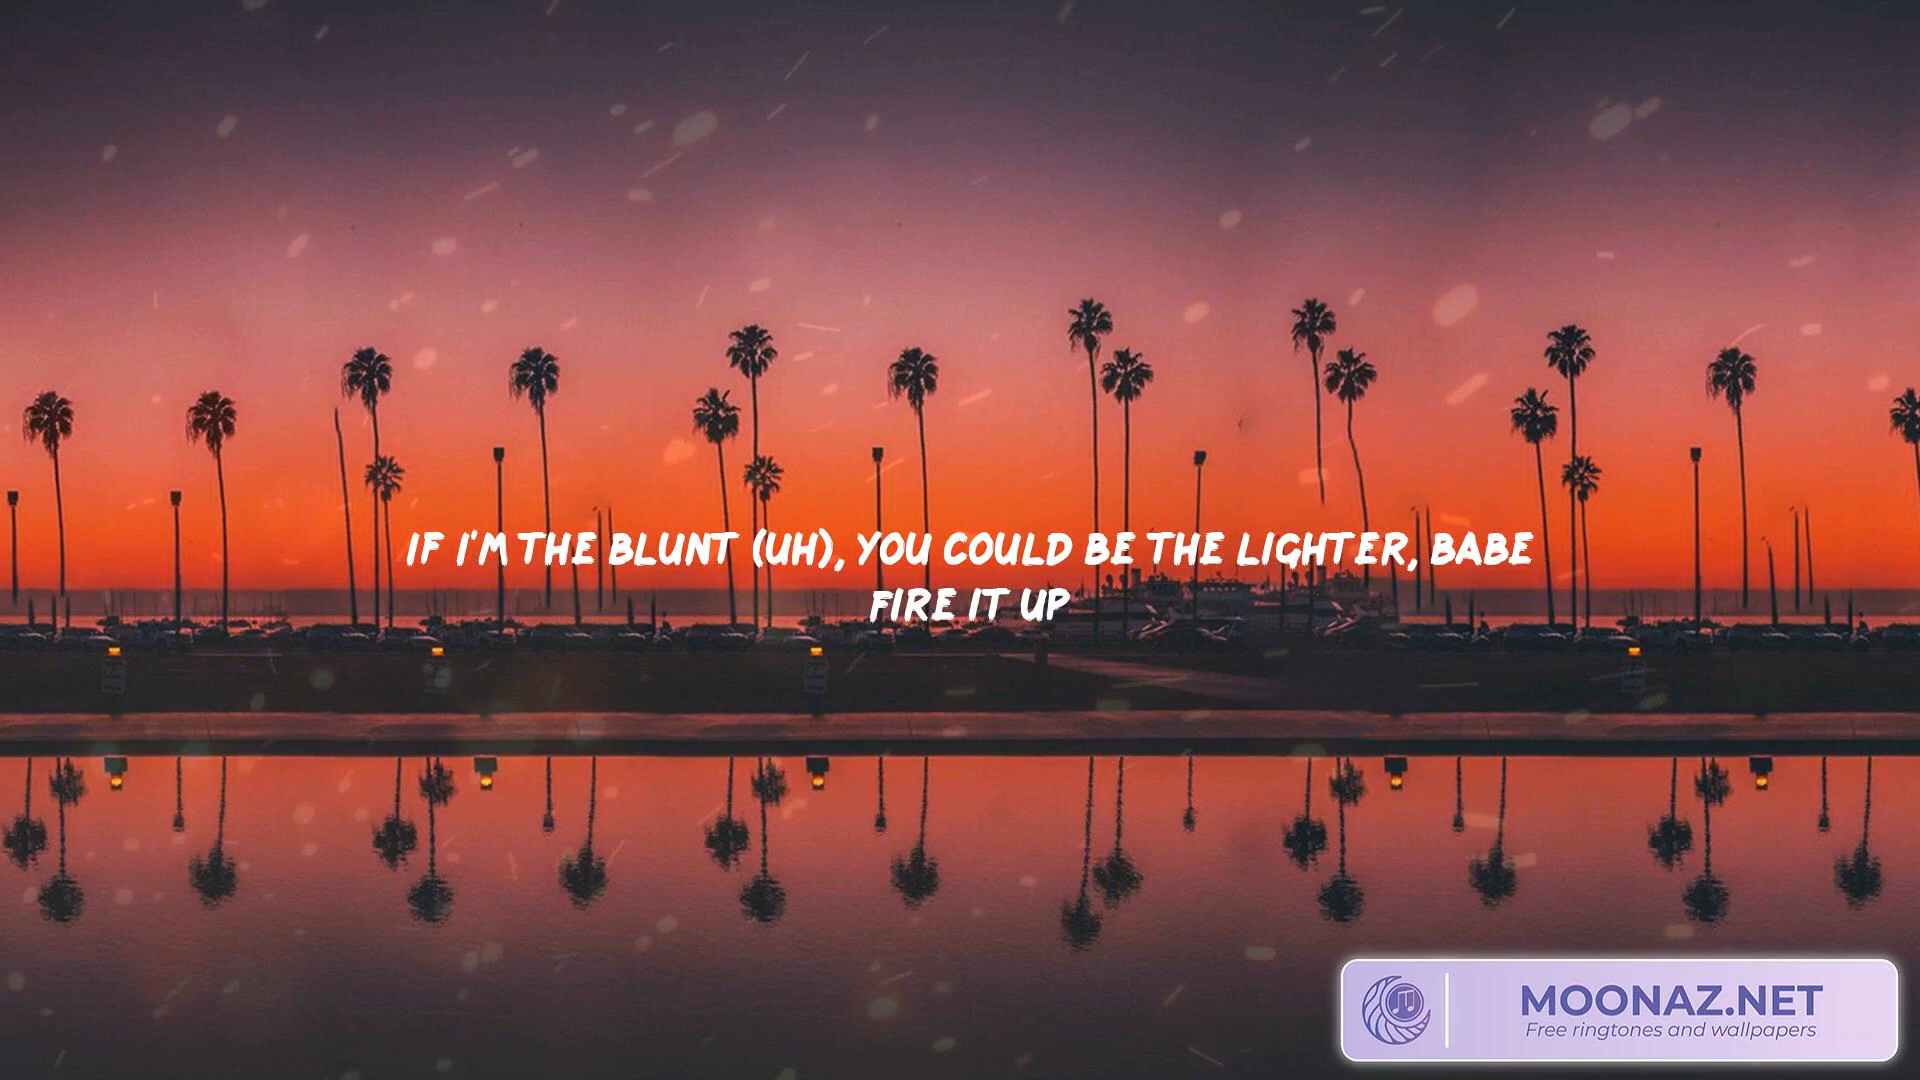 IF I'M THE BLUNT (UH), YOU COULD BE THE LIGHTER, BABE
FIRE IT UP
MOONAZ.NET
Free ringtones and wallpapers